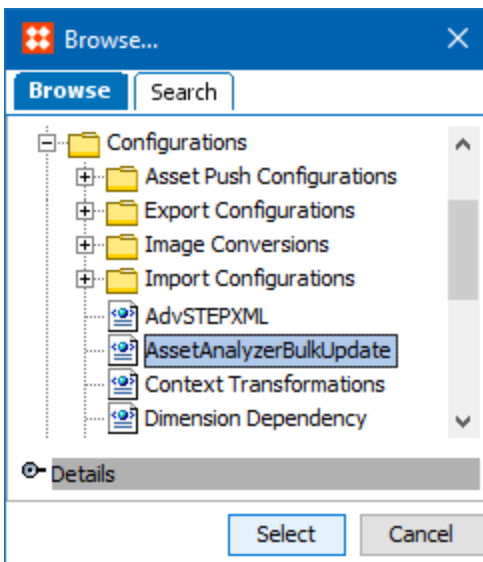 Browse...
Browse Search
Configurations
Asset Push Configurations
Export Configurations
Image Conversions
Import Configurations
AdvSTEPXML
AssetAnalyzerBulkUpdate
Context Transformations
Dimension Dependency
Details
Select Cancel